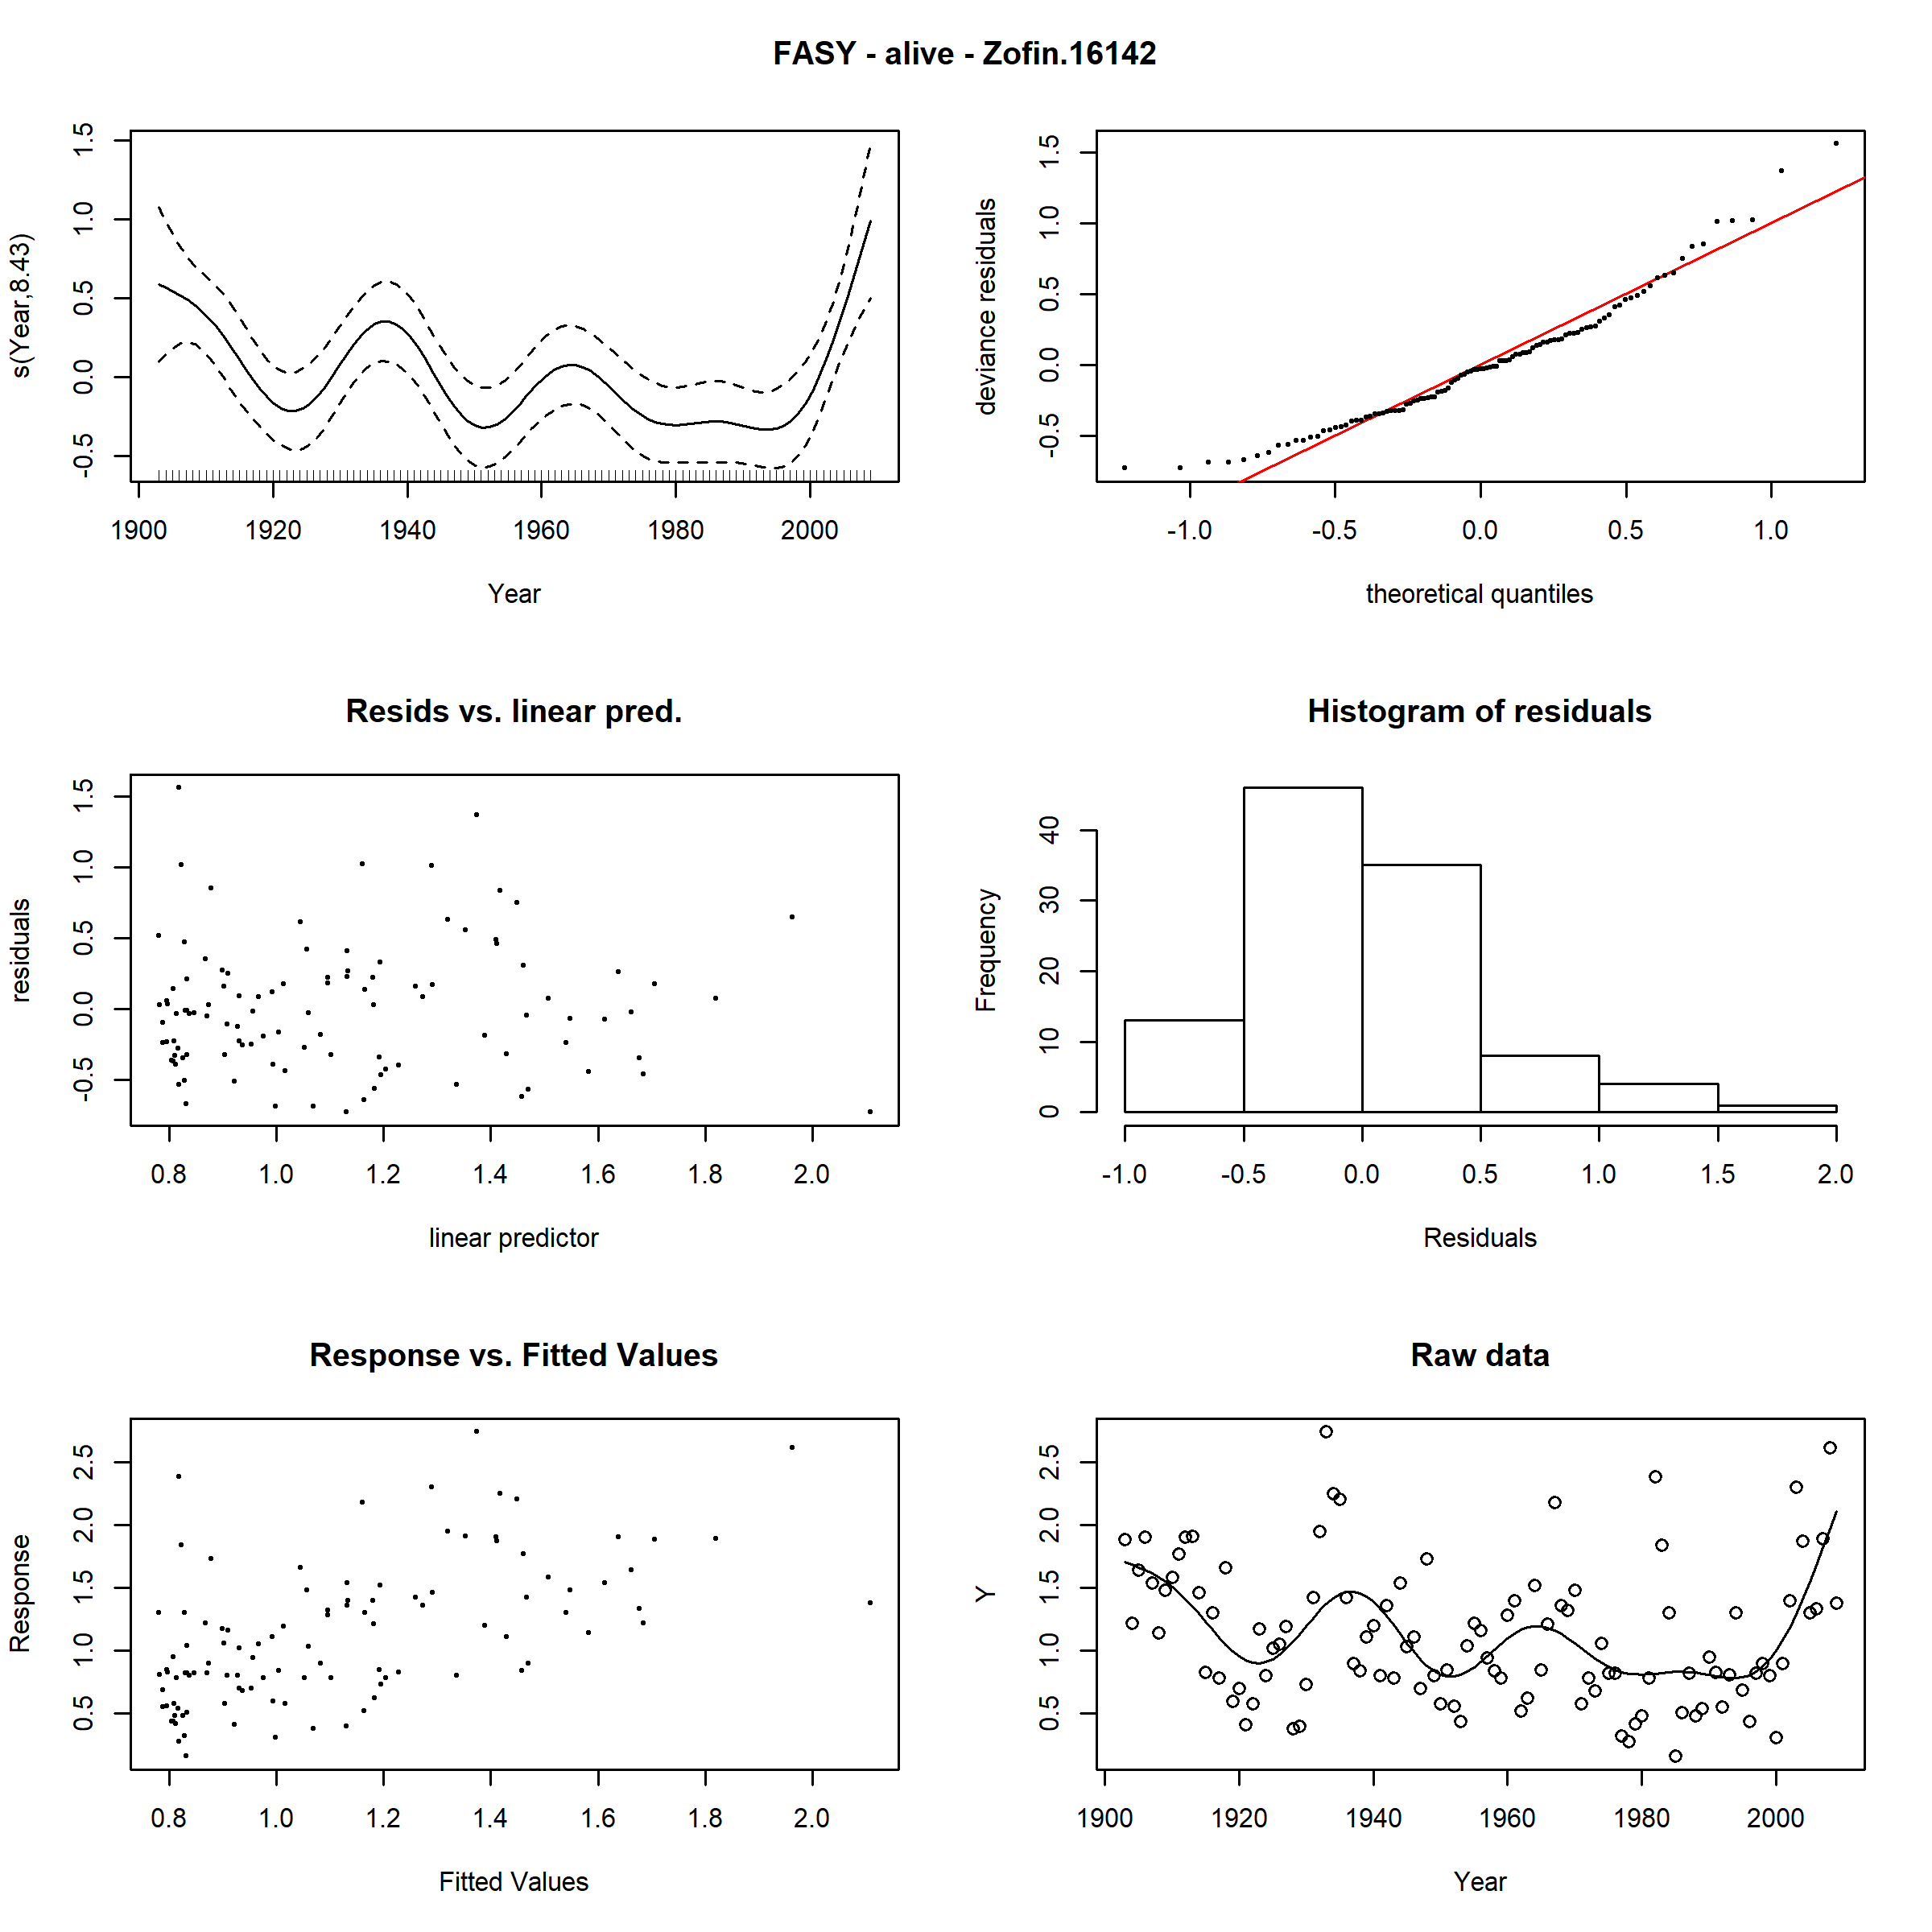 FASY - alive - Zofin.16142
s(Year,8.43)
-0.5 0.0 0.5 1.0 1.5
1900 1920 1940 1960 1980 2000
Year
deviance residuals
-0.5 0.0 0.5 1.0 1.5
-1.0 -0.5 0.0 0.5 1.0
theoretical quantiles
Resids vs. linear pred.
residuals
-0.5 0.0 0.5 1.0 1.5
0.8 1.0 1.2 1.4 1.6 1.8 2.0
linear predictor
Histogram of residuals
Frequency
0 10 20 30 40
-1.0 -0.5 0.0 0.5 1.0 1.5 2.0
Residuals
Response vs. Fitted Values
Response
0.5 1.0 1.5 2.0 2.5
0.8 1.0 1.2 1.4 1.6 1.8 2.0
Fitted Values
Raw data
Y
0.5 1.0 1.5 2.0 2.5
1900 1920 1940 1960 1980 2000
Year